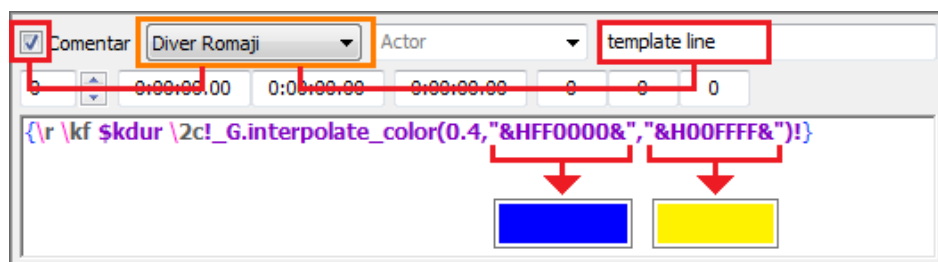 Comentar Diver Romaji Actor template line
0 0:00:00.00 0:00:00.00 0:00:00.00 0 0 0
{\r \kf $kdur \2c!_G.interpolate_color(0.4,"&HFF0000&","&H00FFFF&")!}